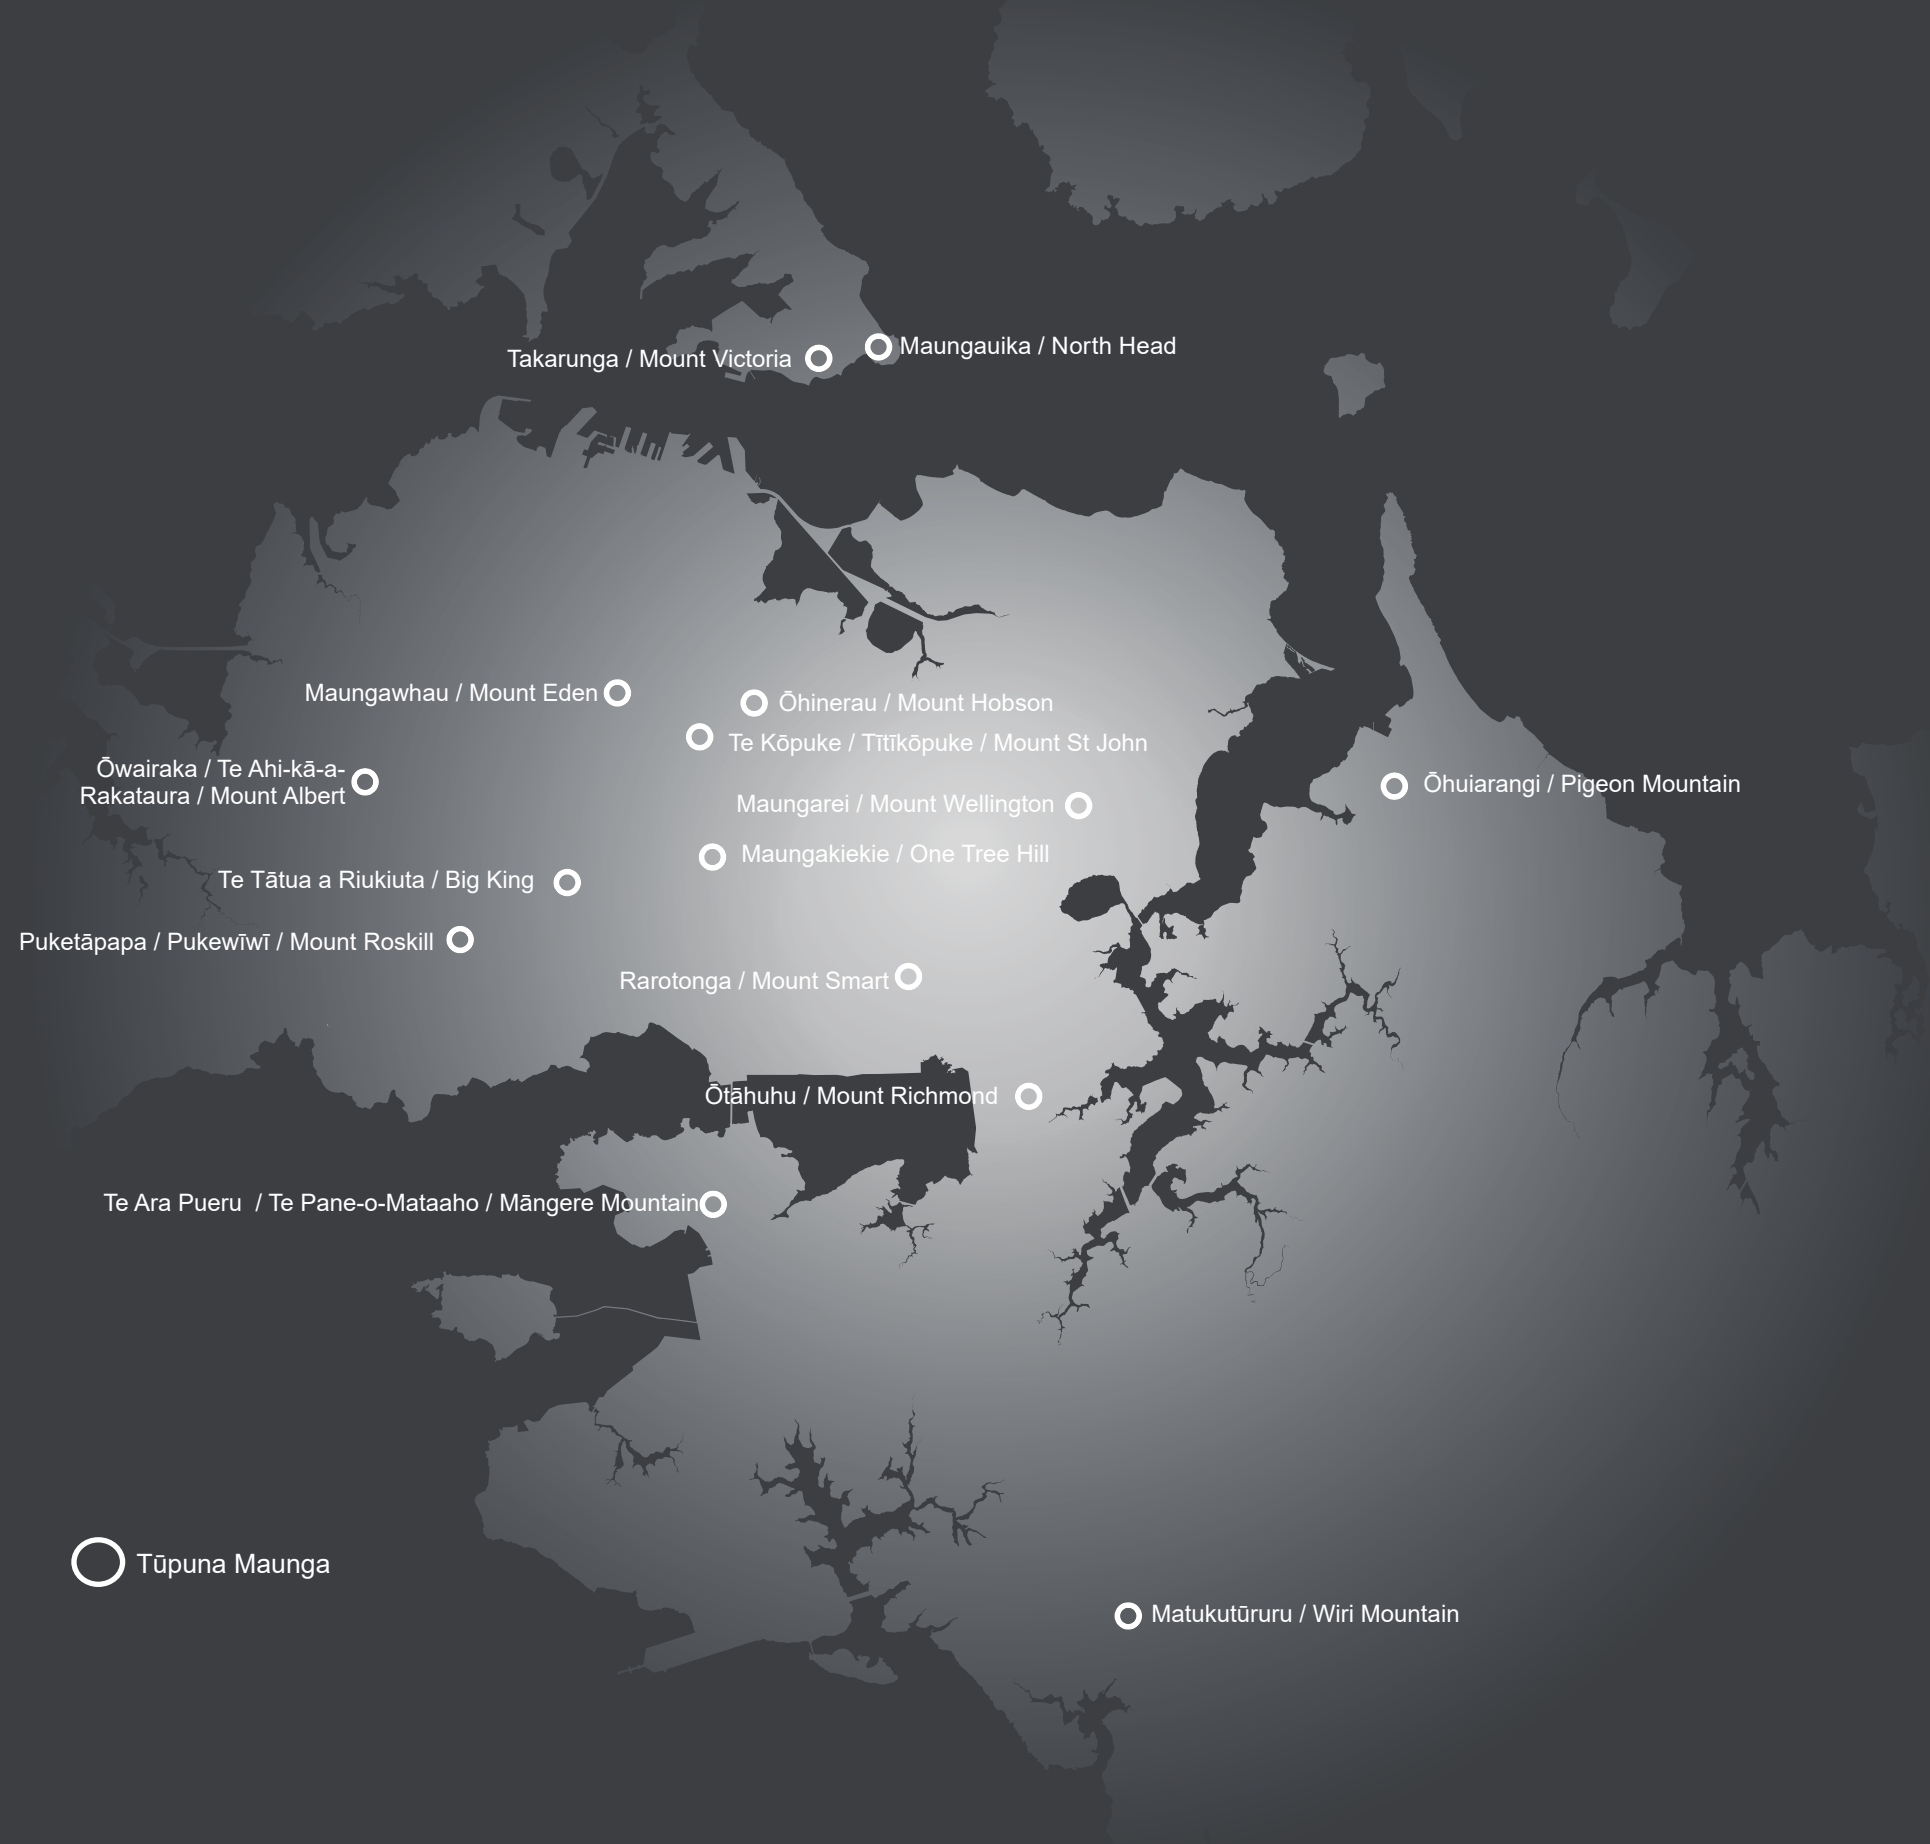 Maungauika / North Head
Takarunga / Mount Victoria
Maungawhau / Mount Eden
Ōhinerau / Mount Hobson
Te Kōpuke / Tītīkōpuke / Mount St John
Ōwairaka / Te Ahi-kā-a-
Rakataura / Mount Albert
Ōhuiarangi / Pigeon Mountain
Maungarei / Mount Wellington
Maungakiekie / One Tree Hill
Te Tātua a Riukiuta / Big King
Puketāpapa / Pukewīwī / Mount Roskill
Rarotonga / Mount Smart
Ōtāhuhu / Mount Richmond
Te Ara Pueru / Te Pane-o-Mataaho / Māngere Mountain
Tūpuna Maunga
Matukutūruru / Wiri Mountain